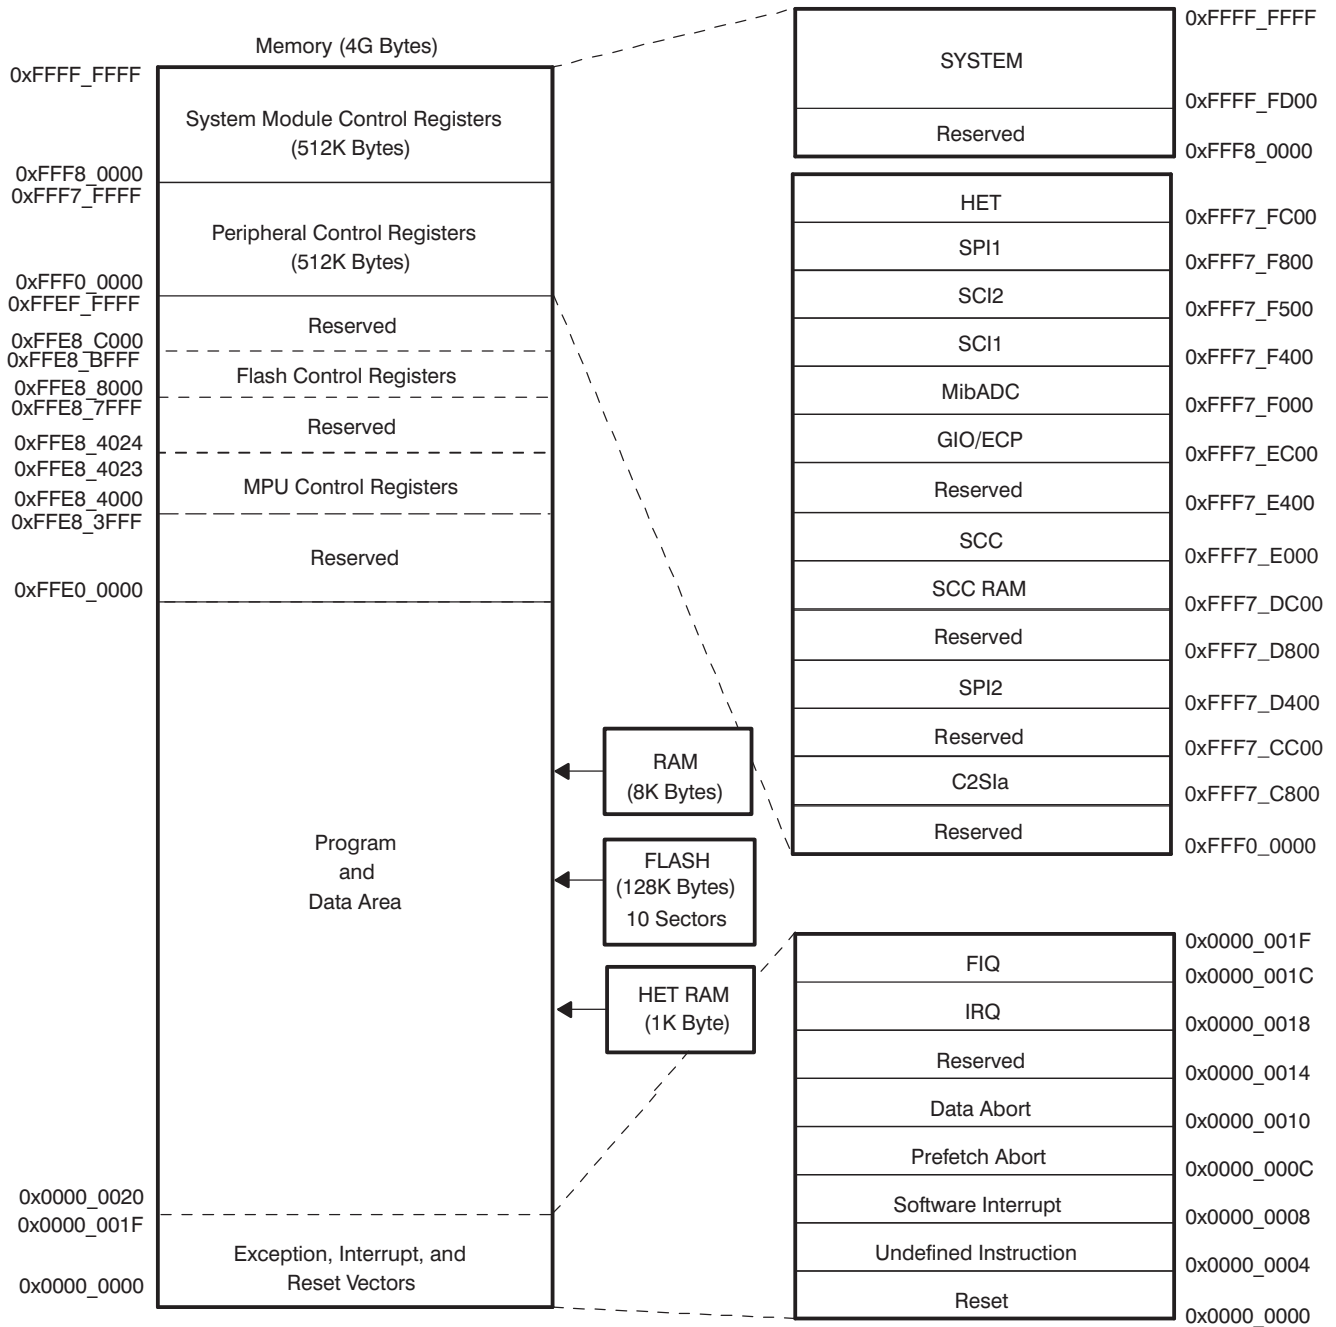 Memory (4G Bytes)
0xFFFF_FFFF
System Module Control Registers
(512K Bytes)
0xFFF8_0000
0xFFF7_FFFF
Peripheral Control Registers
(512K Bytes)
0xFFF0_0000
0xFFEF_FFFF
Reserved
0xFFE8_C000
0xFFE8_BFFF
Flash Control Registers
0xFFE8_8000
0xFFE8_7FFF
Reserved
0xFFE8_4024
0xFFE8_4023
MPU Control Registers
0xFFE8_4000
0xFFE8_3FFF
Reserved
0xFFE0_0000
Program
and
Data Area
0x0000_0020
0x0000_001F
Exception, Interrupt, and
Reset Vectors
0x0000_0000
RAM
(8K Bytes)
FLASH
(128K Bytes)
10 Sectors
HET RAM
(1K Byte)
0xFFFF_FFFF
SYSTEM
0xFFFF_FD00
Reserved
0xFFF8_0000
HET
0xFFF7_FC00
SPI1
0xFFF7_F800
SCI2
0xFFF7_F500
SCI1
0xFFF7_F400
MibADC
0xFFF7_F000
GIO/ECP
0xFFF7_EC00
Reserved
0xFFF7_E400
SCC
0xFFF7_E000
SCC RAM
0xFFF7_DC00
Reserved
0xFFF7_D800
SPI2
0xFFF7_D400
Reserved
0xFFF7_CC00
C2SIa
0xFFF7_C800
Reserved
0xFFF0_0000
0x0000_001F
FIQ
0x0000_001C
IRQ
0x0000_0018
Reserved
0x0000_0014
Data Abort
0x0000_0010
Prefetch Abort
0x0000_000C
Software Interrupt
0x0000_0008
Undefined Instruction
0x0000_0004
Reset
0x0000_0000